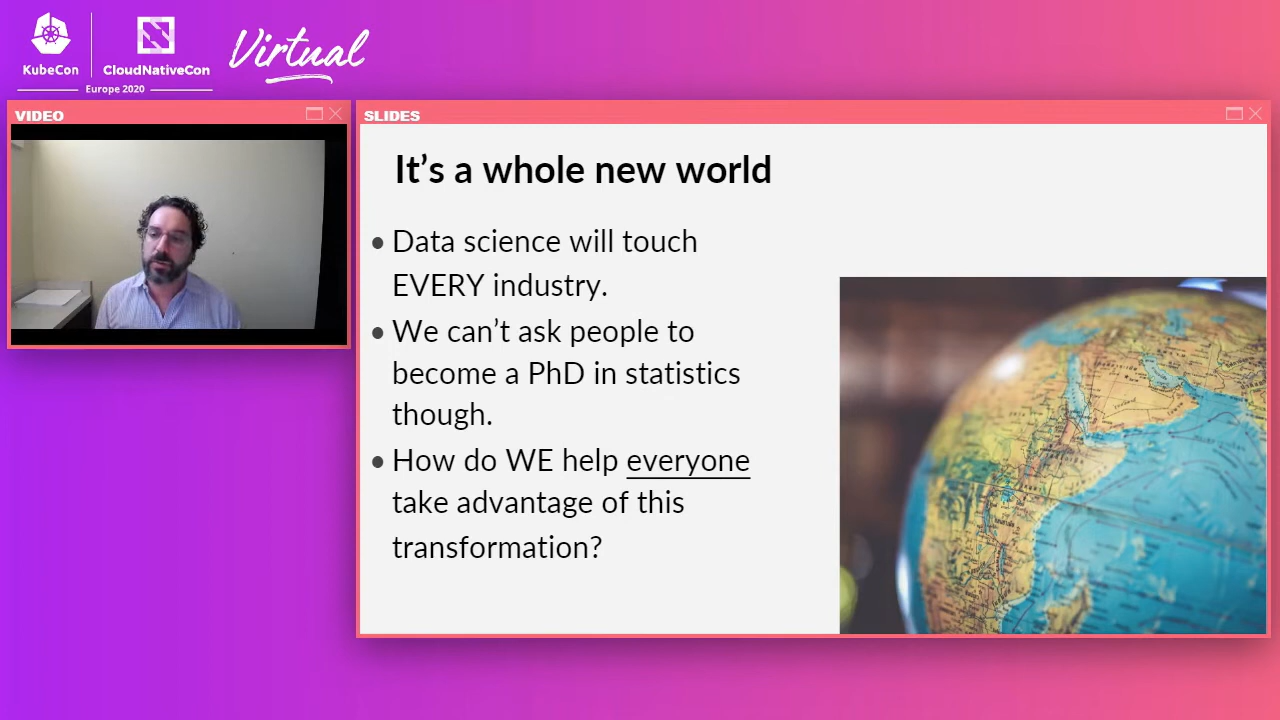 KubeCon
CloudNativeCon
Europe 2020
Virtual
VIDEO
SLIDES
It's a whole new world
• Data science will touch
EVERY industry.
• We can't ask people to
become a PhD in statistics
though.
• How do WE help everyone
take advantage of this
transformation?